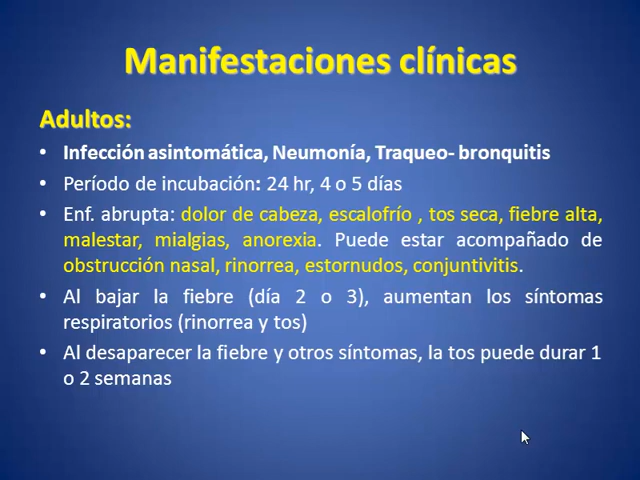 Manifestaciones clínicas
Adultos:
• Infección asintomática, Neumonía, Traqueo- bronquitis
• Período de incubación: 24 hr, 4 o 5 días
• Enf. abrupta: dolor de cabeza, escalofrío , tos seca, fiebre alta,
malestar, mialgias, anorexia. Puede estar acompañado de
obstrucción nasal, rinorrea, estornudos, conjuntivitis.
• Al bajar la fiebre (día 2 o 3), aumentan los síntomas
respiratorios (rinorrea y tos)
• Al desaparecer la fiebre y otros síntomas, la tos puede durar 1
o 2 semanas